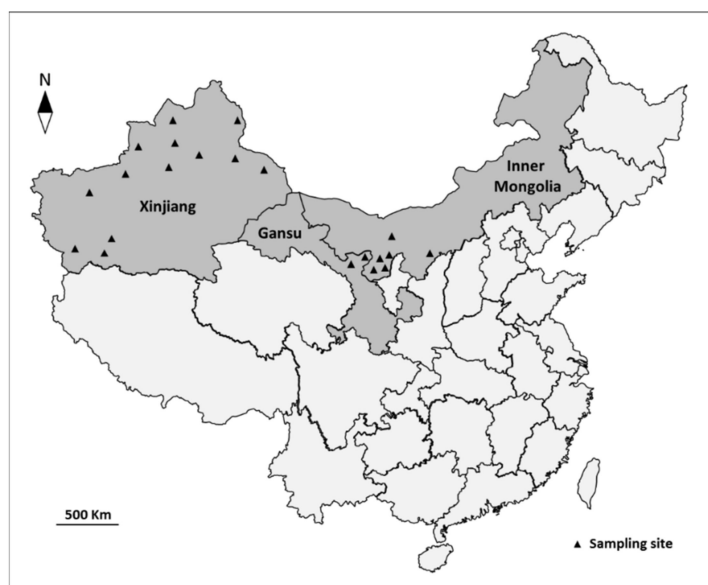 N
Inner
Mongolia
Xinjiang
Gansu
500 Km
Sampling site